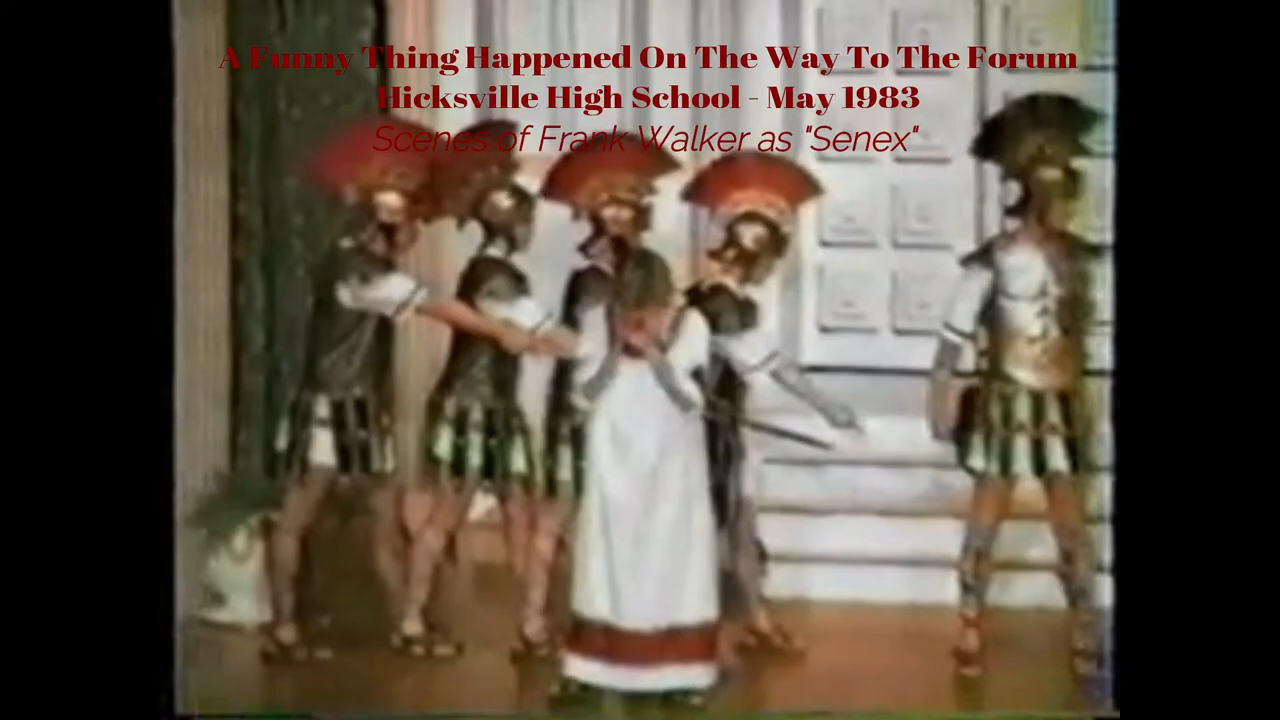 A Funny Thing Happened On The Way To The Forum
Hicksville High School - May 1983
Scenes of Frank Walker as "Senex"